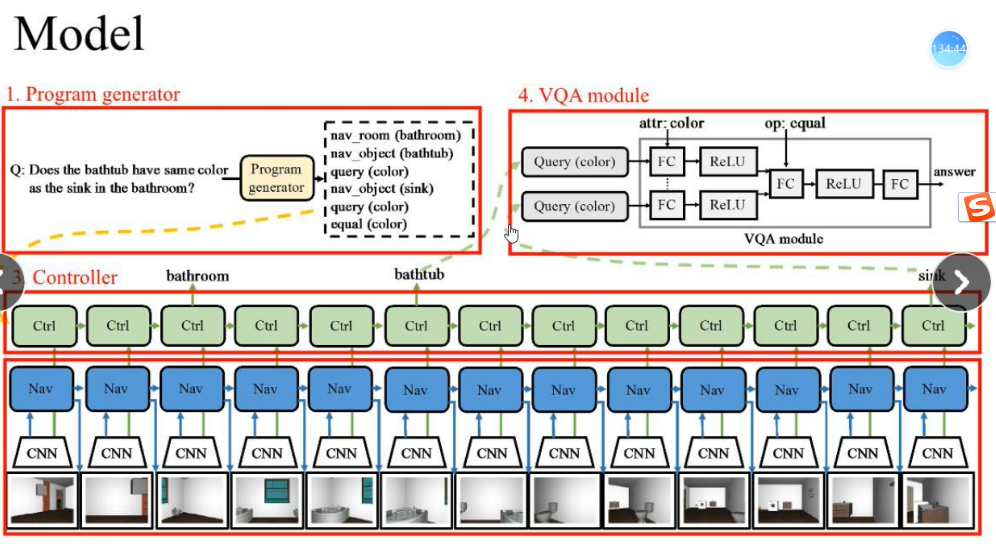 Model
134:44
1. Program generator
Q: Does the bathtub have same color
as the sink in the bathroom?
Program
generator
nav_room (bathroom)
nav_object (bathtub)
query (color)
nav_object (sink)
query (color)
equal (color)
4. VQA module
attr: color
op: equal
Query (color)
FC
ReLU
Query (color)
FC
ReLU
FC
ReLU
FC
answer
VQA module
S
3. Controller
bathroom
bathtub
sink
Ctrl Ctrl Ctrl Ctrl Ctrl Ctrl Ctrl Ctrl Ctrl Ctrl Ctrl Ctrl Ctrl
Nav Nav Nav Nav Nav Nav Nav Nav Nav Nav Nav Nav Nav
CNN CNN CNN CNN CNN CNN CNN CNN CNN CNN CNN CNN CNN